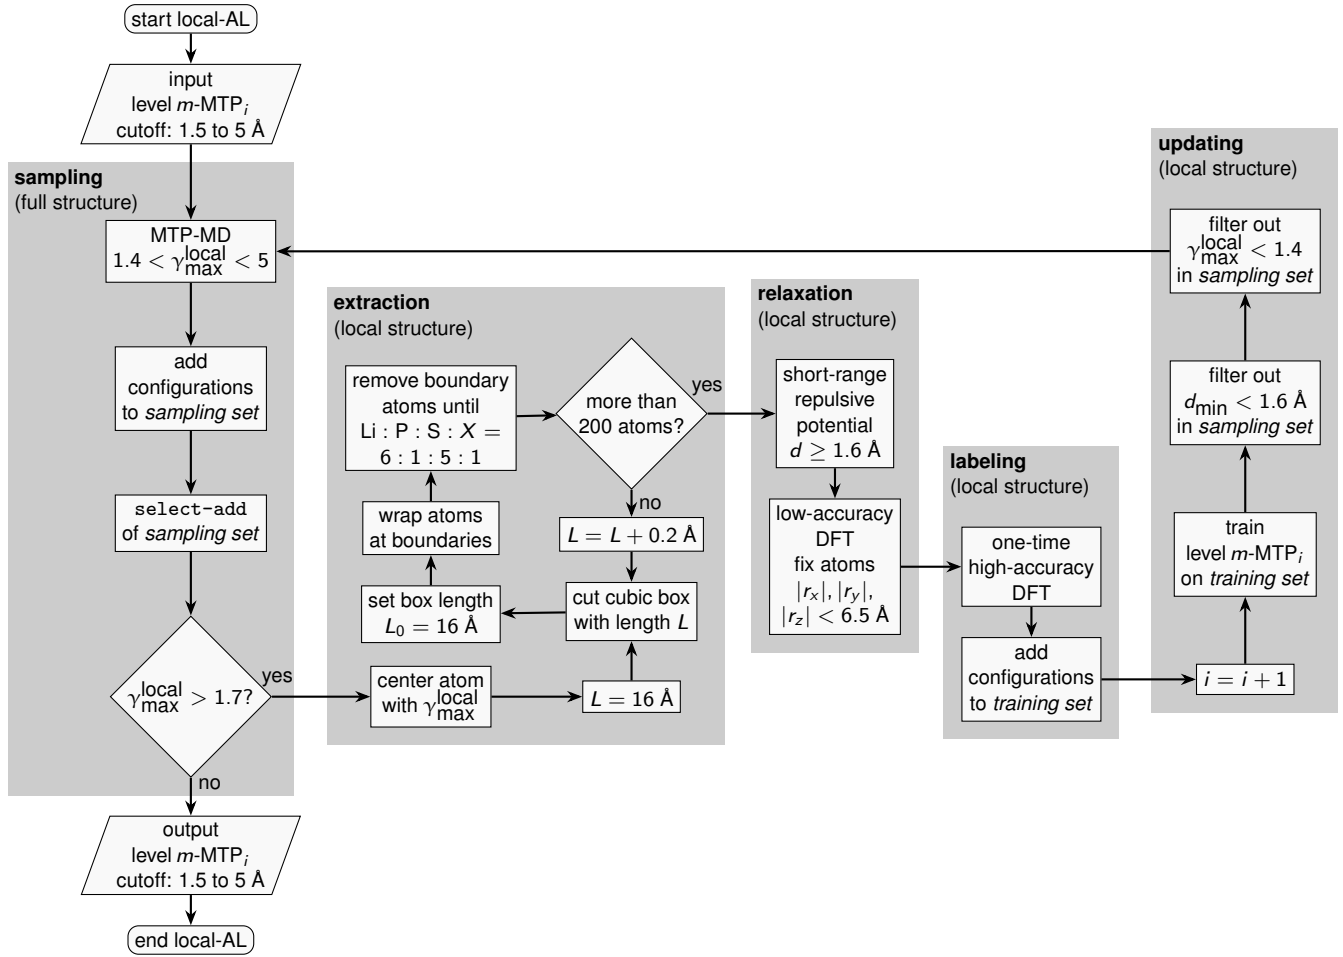 start local-AL
input
level m-MTP_i
cutoff: 1.5 to 5 Å
sampling
(full structure)
MTP-MD
1.4 < γ_max^local < 5
add
configurations
to sampling set
select-add
of sampling set
γ_max^local > 1.7?
yes
no
output
level m-MTP_i
cutoff: 1.5 to 5 Å
end local-AL
extraction
(local structure)
center atom
with γ_max^local
L = 16 Å
cut cubic box
with length L
set box length
L_0 = 16 Å
wrap atoms
at boundaries
remove boundary
atoms until
Li : P : S : X =
6 : 1 : 5 : 1
more than
200 atoms?
yes
no
L = L + 0.2 Å
relaxation
(local structure)
short-range
repulsive
potential
d ≥ 1.6 Å
low-accuracy
DFT
fix atoms
|r_x|, |r_y|,
|r_z| < 6.5 Å
labeling
(local structure)
one-time
high-accuracy
DFT
add
configurations
to training set
updating
(local structure)
i = i + 1
train
level m-MTP_i
on training set
filter out
d_min < 1.6 Å
in sampling set
filter out
γ_max^local < 1.4
in sampling set